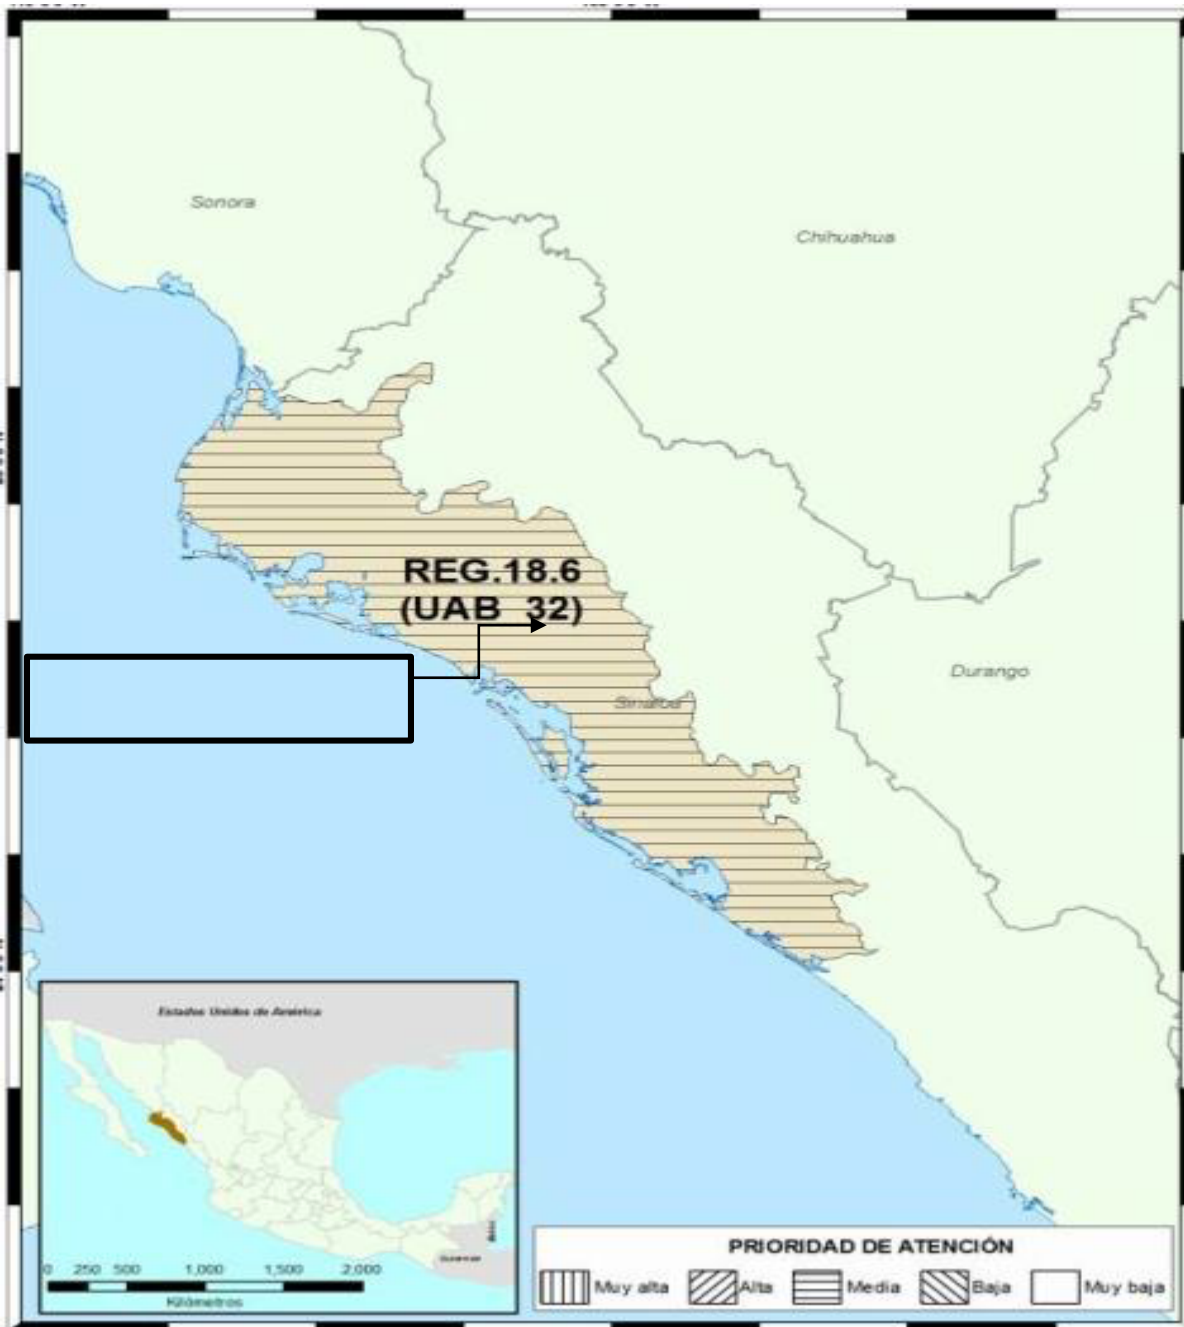 Sonora
Chihuahua
REG.18.6
(UAB 32)
Durango
Sinaloa
Estados Unidos de América
0 250 500 1,000 1,500 2,000
Kilómetros
PRIORIDAD DE ATENCIÓN
Muy alta Alta Media Baja Muy baja